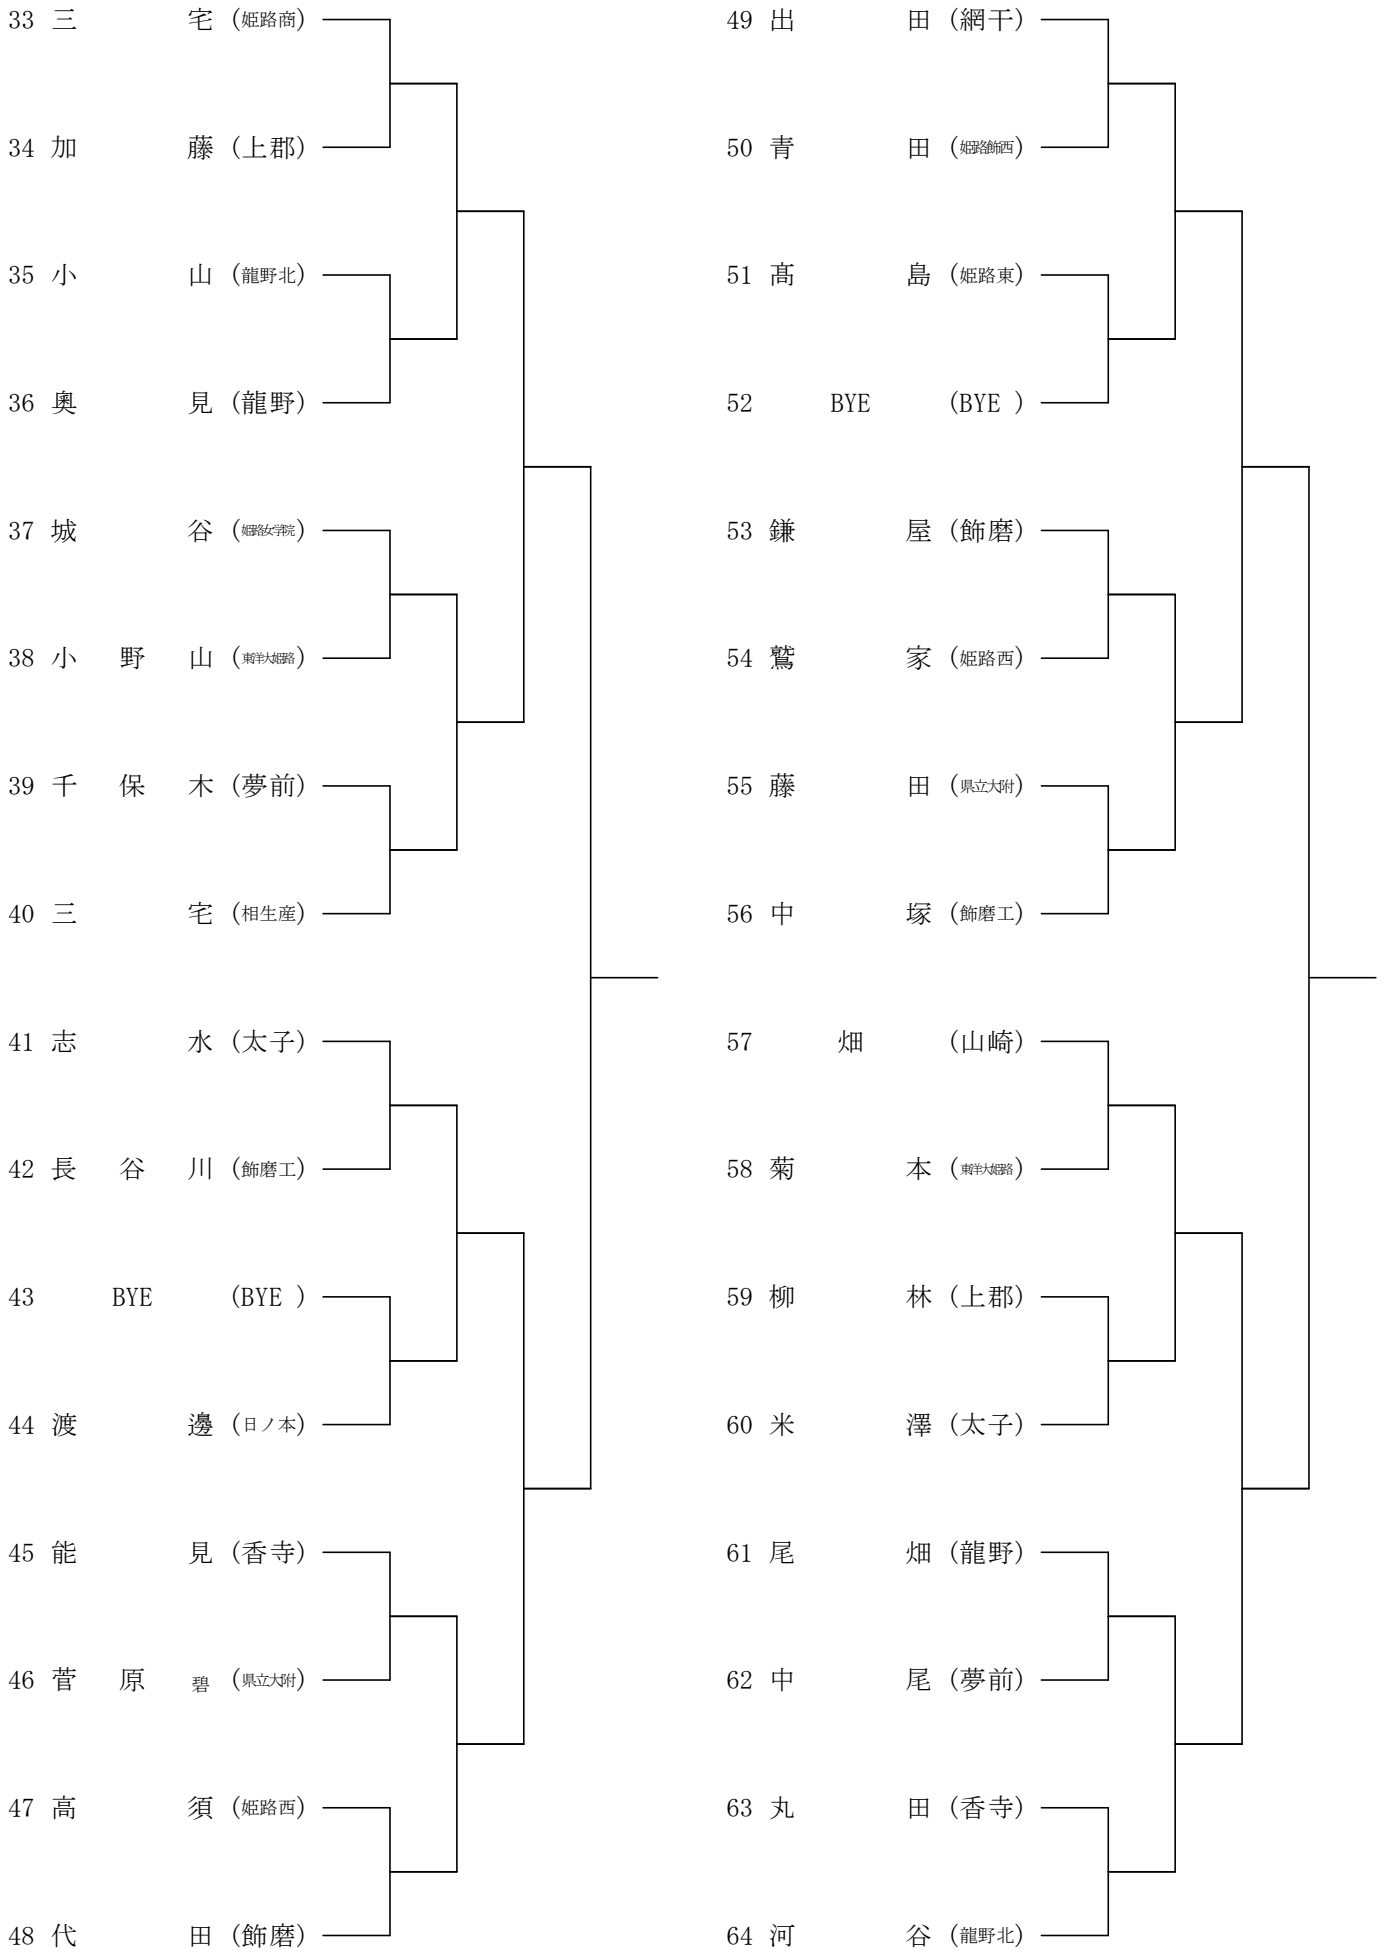 33 三宅 (姫路商)
34 加藤 (上郡)
35 小山 (龍野北)
36 奥見 (龍野)
37 城谷 (姫路女学院)
38 小野山 (東洋大姫路)
39 千保木 (夢前)
40 三宅 (相生産)
41 志水 (太子)
42 長谷川 (飾磨工)
43 BYE (BYE )
44 渡邊 (日ノ本)
45 能見 (香寺)
46 菅原 碧 (県立大附)
47 高須 (姫路西)
48 代田 (飾磨)
49 出田 (網干)
50 青田 (姫路飾西)
51 髙島 (姫路東)
52 BYE (BYE )
53 鎌屋 (飾磨)
54 鷲家 (姫路西)
55 藤田 (県立大附)
56 中塚 (飾磨工)
57 畑 (山崎)
58 菊本 (東洋大姫路)
59 柳林 (上郡)
60 米澤 (太子)
61 尾畑 (龍野)
62 中尾 (夢前)
63 丸田 (香寺)
64 河谷 (龍野北)